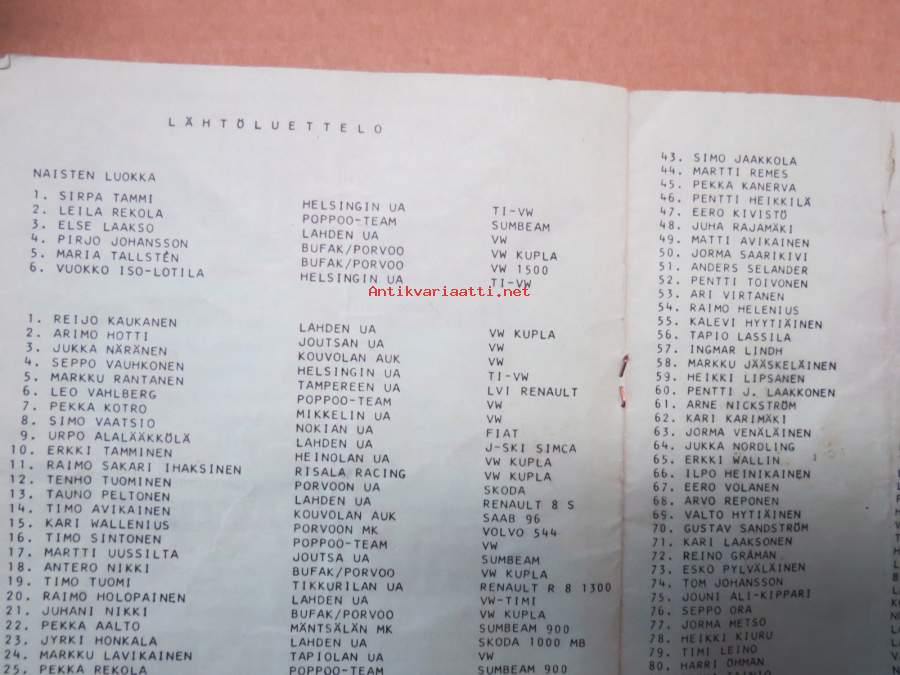 LÄHTÖLUETTELO
NAISTEN LUOKKA
1. SIRPA TAMMI HELSINGIN UA TI-VW
2. LEILA REKOLA POPPOO-TEAM SUMBEAM
3. ELSE LAAKSO LAHDEN UA VW
4. PIRJO JOHANSSON BUFAK/PORVOO VW KUPLA
5. MARIA TALLSTÉN BUFAK/PORVOO VW 1500
6. VUOKKO ISO-LOTILA HELSINGIN UA TI-VW
Antikvariaatti.net
1. REIJO KAUKANEN LAHDEN UA VW KUPLA
2. ARIMO HOTTI JOUTSAN UA VW
3. JUKKA NÄRÄNEN KOUVOLAN AUK VW
4. SEPPO VAUHKONEN HELSINGIN UA TI-VW
5. MARKKU RANTANEN TAMPEREEN UA LVI RENAULT
6. LEO VAHLBERG POPPOO-TEAM VW
7. PEKKA KOTRO MIKKELIN UA VW
8. SIMO VAATSIO NOKIAN UA FIAT
9. URPO ALALÄÄKKÖLÄ LAHDEN UA J-SKI SIMCA
10. ERKKI TAMMINEN HEINOLAN UA VW KUPLA
11. RAIMO SAKARI IHAKSINEN RISALA RACING VW KUPLA
12. TENHO TUOMINEN PORVOON UA SKODA
13. TAUNO PELTONEN LAHDEN UA RENAULT 8 S
14. TIMO AVIKAINEN KOUVOLAN AUK SAAB 96
15. KARI WALLENIUS PORVOON MK VOLVO 544
16. TIMO SINTONEN POPPOO-TEAM VW
17. MARTTI UUSSILTA JOUTSA UA SUMBEAM
18. ANTERO NIKKI BUFAK/PORVOO VW KUPLA
19. TIMO TUOMI TIKKURILAN UA RENAULT R 8 1300
20. RAIMO HOLOPAINEN LAHDEN UA VW-TIMI
21. JUHANI NIKKI BUFAK/PORVOO VW KUPLA
22. PEKKA AALTO MÄNTSÄLÄN MK SUMBEAM 900
23. JYRKI HONKALA LAHDEN UA SKODA 1000 MB
24. MARKKU LAVIKAINEN TAPIOLAN UA VW
25. PEKKA REKOLA POPPOO-TEAM SUMBEAM 900
43. SIMO JAAKKOLA
44. MARTTI REMES
45. PEKKA KANERVA
46. PENTTI HEIKKILÄ
47. EERO KIVISTÖ
48. JUHA RAJAMÄKI
49. MATTI AVIKAINEN
50. JORMA SAARIKIVI
51. ANDERS SELANDER
52. PENTTI TOIVONEN
53. ARI VIRTANEN
54. RAIMO HELENIUS
55. KALEVI HYYTIÄINEN
56. TAPIO LASSILA
57. INGMAR LINDH
58. MARKKU JÄÄSKELÄINEN
59. HEIKKI LIPSANEN
60. PENTTI J. LAAKKONEN
61. ARNE NICKSTRÖM
62. KARI KARIMÄKI
63. JORMA VENÄLÄINEN
64. JUKKA NORDLING
65. ERKKI WALLIN
66. ILPO HEINIKAINEN
67. EERO VOLANEN
68. ARVO REPONEN
69. VALTO HYTIÄINEN
70. GUSTAV SANDSTRÖM
71. KARI LAAKSONEN
72. REINO GRÅMAN
73. ESKO PYLVÄLÄINEN
74. TOM JOHANSSON
75. JOUNI ALI-KIPPARI
76. SEPPO ORA
77. JORMA METSO
78. HEIKKI KIURU
79. TIMI LEINO
80. HARRI ÖHMAN